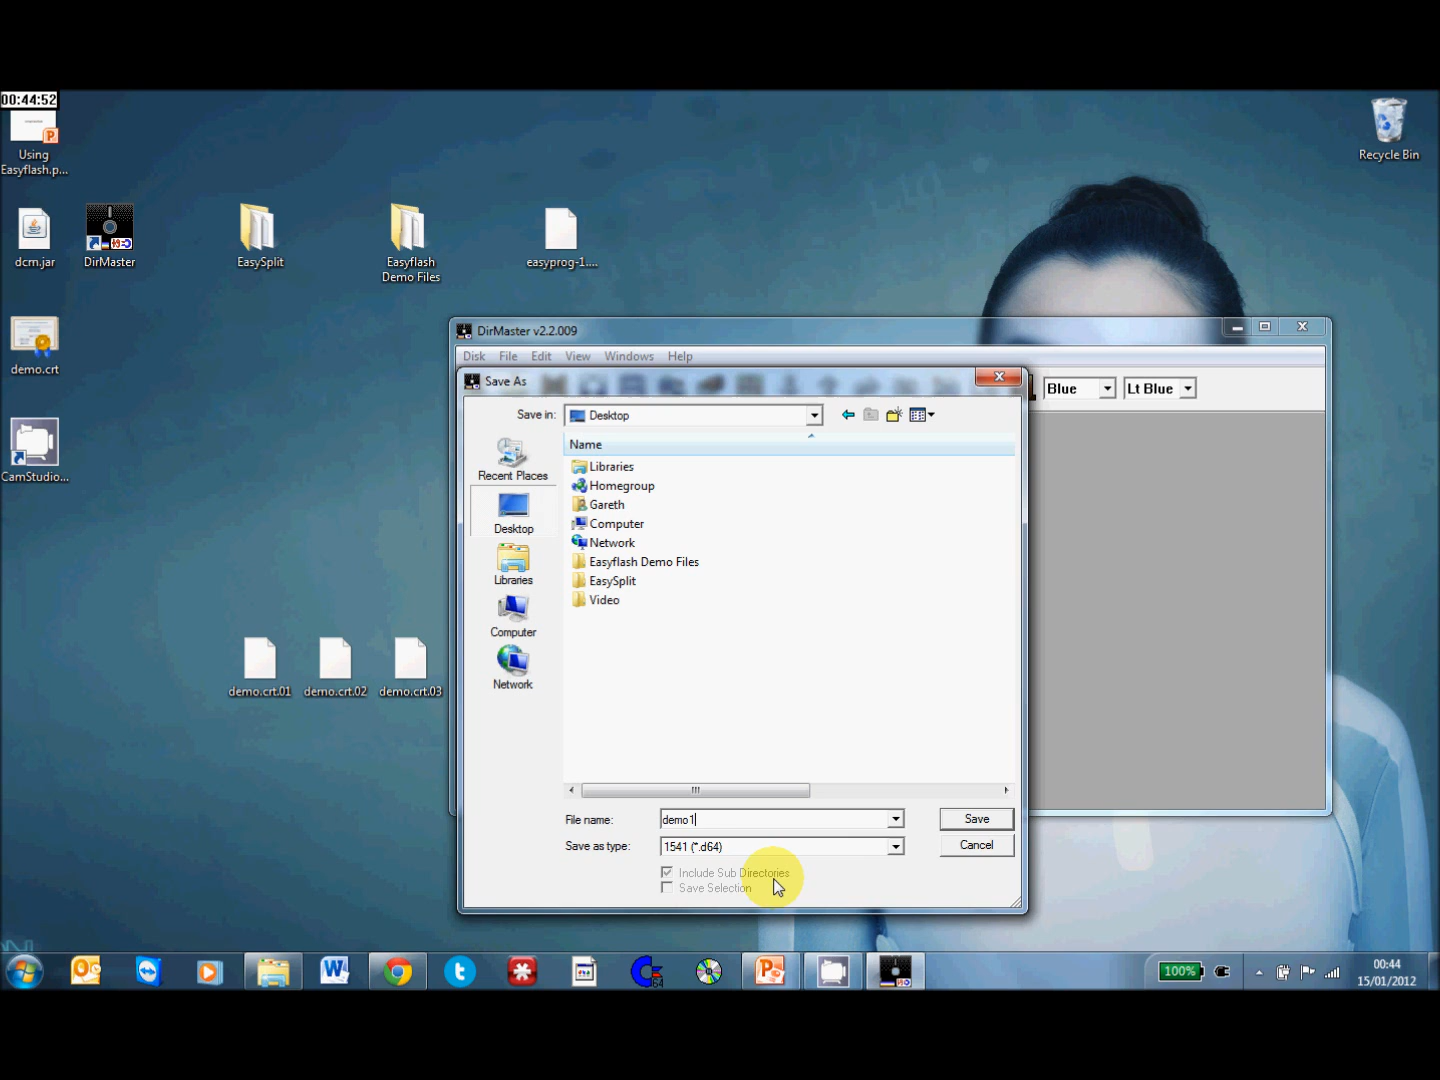 00:44:52
Using
Easyflash.p...
Recycle Bin
dcm.jar
DirMaster
EasySplit
Easyflash
Demo Files
easyprog-1....
demo.crt
CamStudio...
demo.crt.01
demo.crt.02
demo.crt.03
DirMaster v2.2.009
Disk File Edit View Windows Help
Blue
Lt Blue
Save As
Save in:
Desktop
Name
Recent Places
Desktop
Libraries
Computer
Network
Libraries
Homegroup
Gareth
Computer
Network
Easyflash Demo Files
EasySplit
Video
File name:
demo1
Save
Save as type:
1541 (*.d64)
Cancel
Include Sub Directories
Save Selection
100%
00:44
15/01/2012